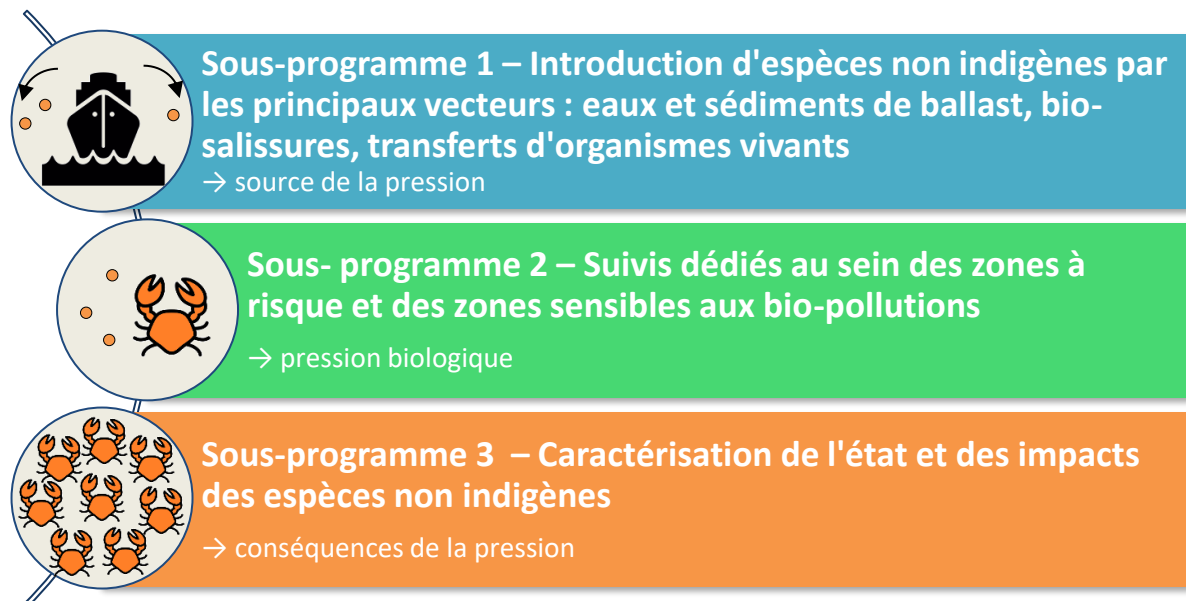 Sous-programme 1 – Introduction d'espèces non indigènes par
les principaux vecteurs : eaux et sédiments de ballast, bio-
salissures, transferts d'organismes vivants
→ source de la pression
Sous- programme 2 – Suivis dédiés au sein des zones à
risque et des zones sensibles aux bio-pollutions
→ pression biologique
Sous-programme 3 – Caractérisation de l'état et des impacts
des espèces non indigènes
→ conséquences de la pression